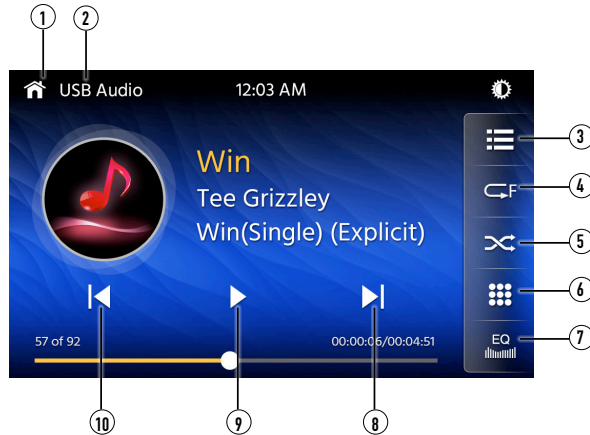 1 2
USB Audio 12:03 AM
3
Win
F 4
Tee Grizzley
Win(Single) (Explicit)
5
6
57 of 92 00:00:06/00:04:51
EQ 7
10 9 8